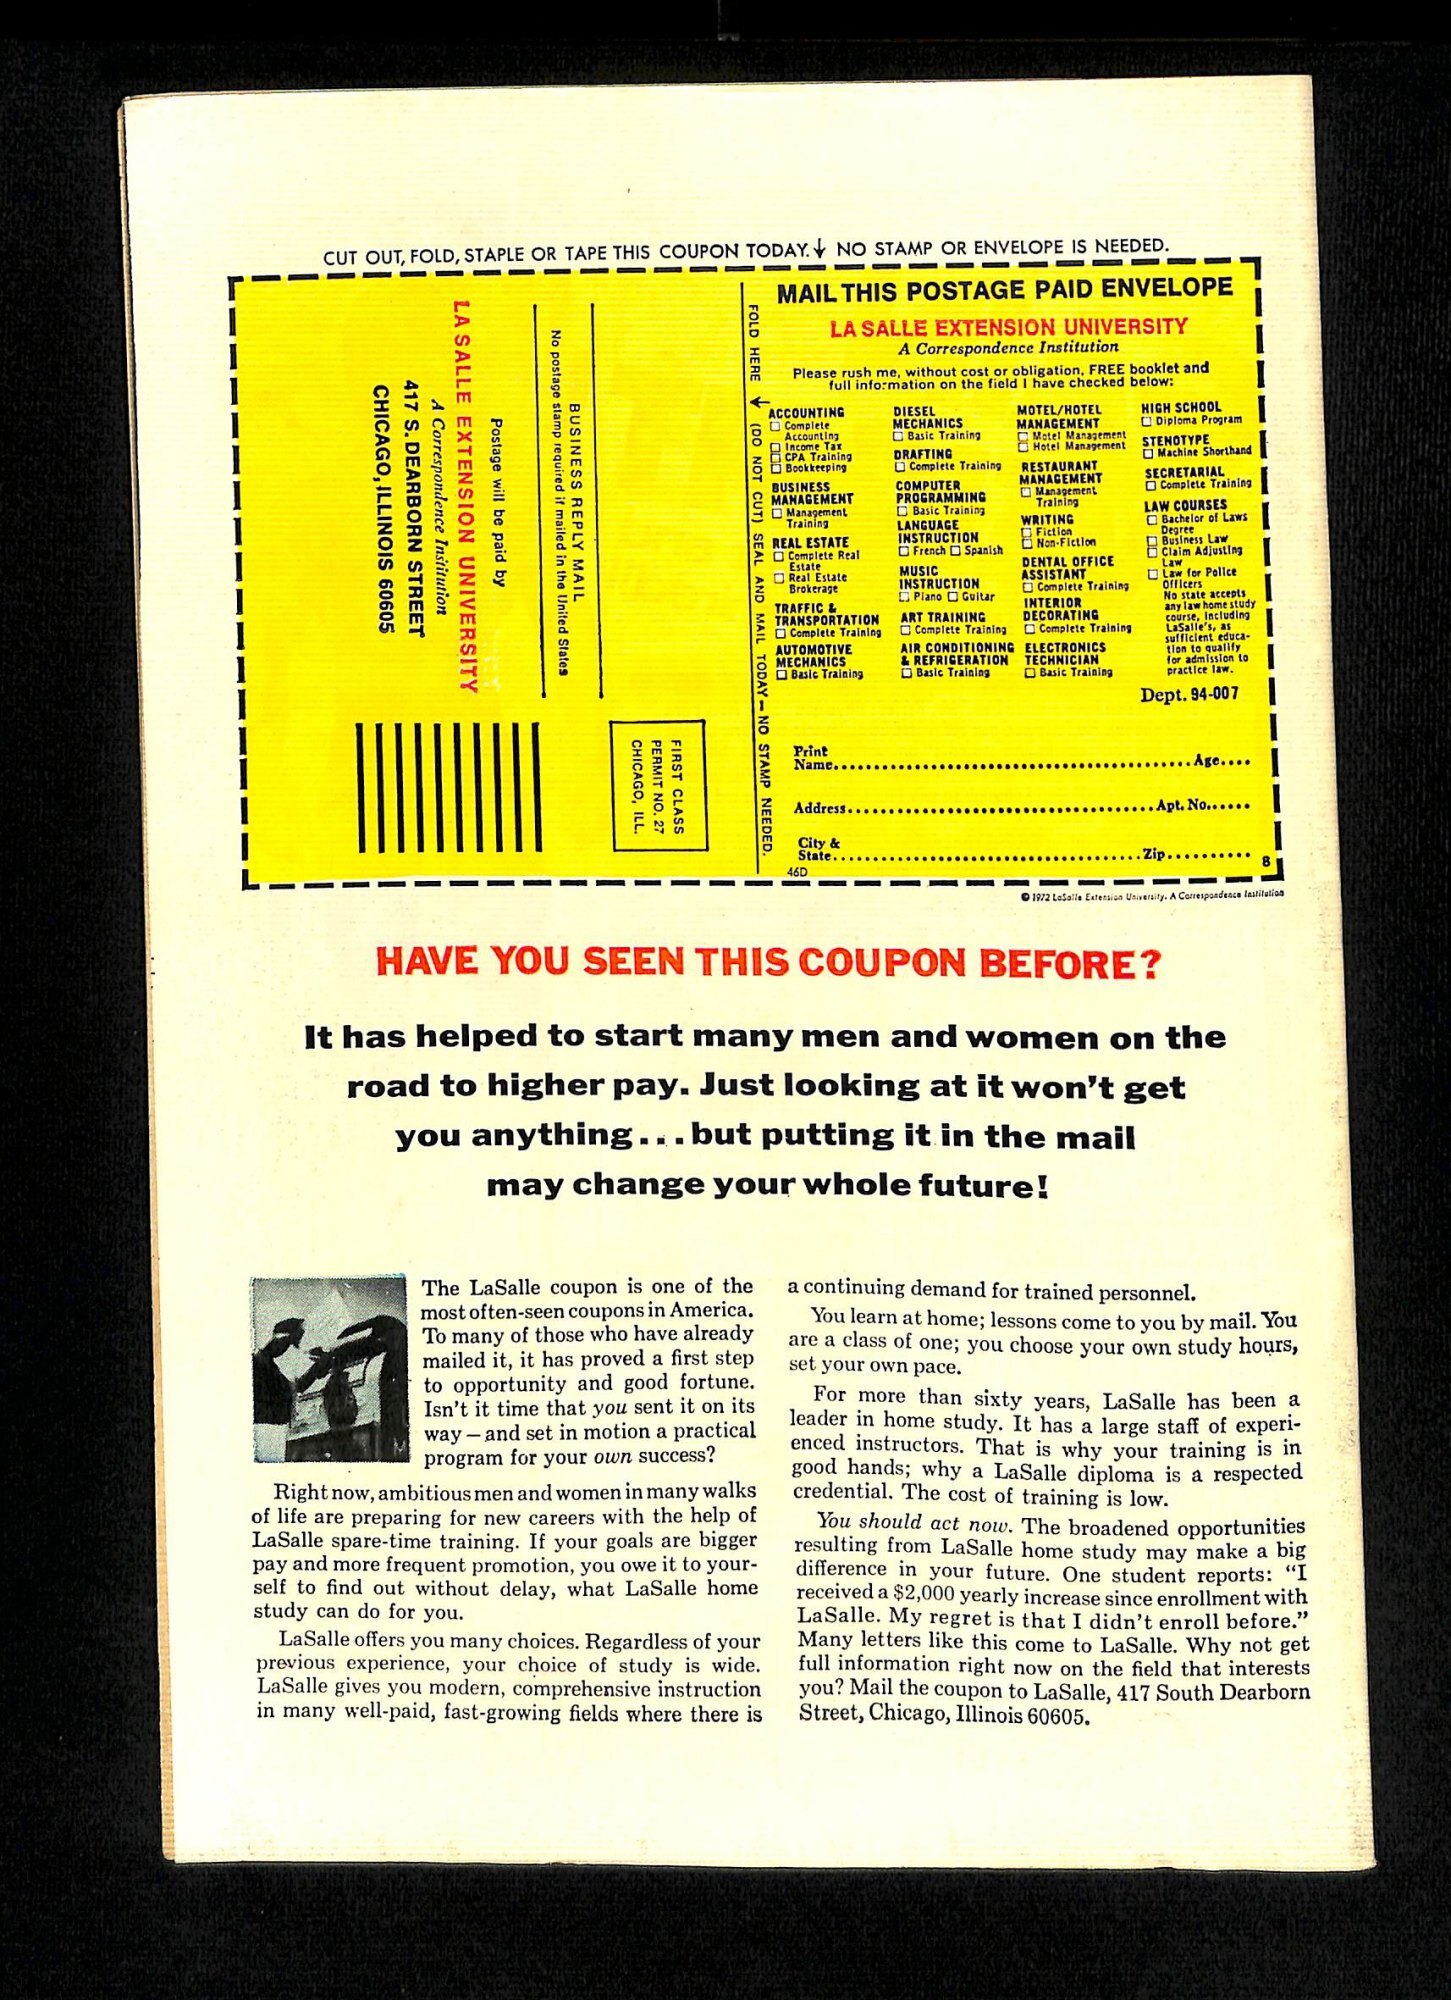 CUT OUT, FOLD, STAPLE OR TAPE THIS COUPON TODAY.↓ NO STAMP OR ENVELOPE IS NEEDED.
BUSINESS REPLY MAIL
No postage stamp required if mailed in the United States
Postage will be paid by
LA SALLE EXTENSION UNIVERSITY
A Correspondence Institution
417 S. DEARBORN STREET
CHICAGO, ILLINOIS 60605
FIRST CLASS
PERMIT NO. 27
CHICAGO, ILL.
FOLD HERE ↓ (DO NOT CUT) SEAL AND MAIL TODAY — NO STAMP NEEDED.
MAIL THIS POSTAGE PAID ENVELOPE
LA SALLE EXTENSION UNIVERSITY
A Correspondence Institution
Please rush me, without cost or obligation, FREE booklet and
full information on the field I have checked below:
ACCOUNTING
☐ Complete
Accounting
☐ Income Tax
☐ CPA Training
☐ Bookkeeping
BUSINESS
MANAGEMENT
☐ Management
Training
REAL ESTATE
☐ Complete Real
Estate
☐ Real Estate
Brokerage
TRAFFIC &
TRANSPORTATION
☐ Complete Training
AUTOMOTIVE
MECHANICS
☐ Basic Training
DIESEL
MECHANICS
☐ Basic Training
DRAFTING
☐ Complete Training
COMPUTER
PROGRAMMING
☐ Basic Training
LANGUAGE
INSTRUCTION
☐ French ☐ Spanish
MUSIC
INSTRUCTION
☐ Piano ☐ Guitar
ART TRAINING
☐ Complete Training
AIR CONDITIONING
& REFRIGERATION
☐ Basic Training
MOTEL/HOTEL
MANAGEMENT
☐ Motel Management
☐ Hotel Management
RESTAURANT
MANAGEMENT
☐ Management
Training
WRITING
☐ Fiction
☐ Non-Fiction
DENTAL OFFICE
ASSISTANT
☐ Complete Training
INTERIOR
DECORATING
☐ Complete Training
ELECTRONICS
TECHNICIAN
☐ Basic Training
HIGH SCHOOL
☐ Diploma Program
STENOTYPE
☐ Machine Shorthand
SECRETARIAL
☐ Complete Training
LAW COURSES
☐ Bachelor of Laws
Degree
☐ Business Law
☐ Claim Adjusting
Law
☐ Law for Police
Officers
No state accepts
any law home study
course, including
LaSalle's, as
sufficient educa-
tion to qualify
for admission to
practice law.
Dept. 94-007
Print
Name.............................................Age....
Address.......................................Apt. No......
City &
State.......................................Zip..........
46D
8
© 1972 LaSalle Extension University. A Correspondence Institution
HAVE YOU SEEN THIS COUPON BEFORE?
It has helped to start many men and women on the
road to higher pay. Just looking at it won't get
you anything...but putting it in the mail
may change your whole future!
The LaSalle coupon is one of the
most often-seen coupons in America.
To many of those who have already
mailed it, it has proved a first step
to opportunity and good fortune.
Isn't it time that you sent it on its
way — and set in motion a practical
program for your own success?
Right now, ambitious men and women in many walks
of life are preparing for new careers with the help of
LaSalle spare-time training. If your goals are bigger
pay and more frequent promotion, you owe it to your-
self to find out without delay, what LaSalle home
study can do for you.
LaSalle offers you many choices. Regardless of your
previous experience, your choice of study is wide.
LaSalle gives you modern, comprehensive instruction
in many well-paid, fast-growing fields where there is
a continuing demand for trained personnel.
You learn at home; lessons come to you by mail. You
are a class of one; you choose your own study hours,
set your own pace.
For more than sixty years, LaSalle has been a
leader in home study. It has a large staff of experi-
enced instructors. That is why your training is in
good hands; why a LaSalle diploma is a respected
credential. The cost of training is low.
You should act now. The broadened opportunities
resulting from LaSalle home study may make a big
difference in your future. One student reports: “I
received a $2,000 yearly increase since enrollment with
LaSalle. My regret is that I didn't enroll before.”
Many letters like this come to LaSalle. Why not get
full information right now on the field that interests
you? Mail the coupon to LaSalle, 417 South Dearborn
Street, Chicago, Illinois 60605.